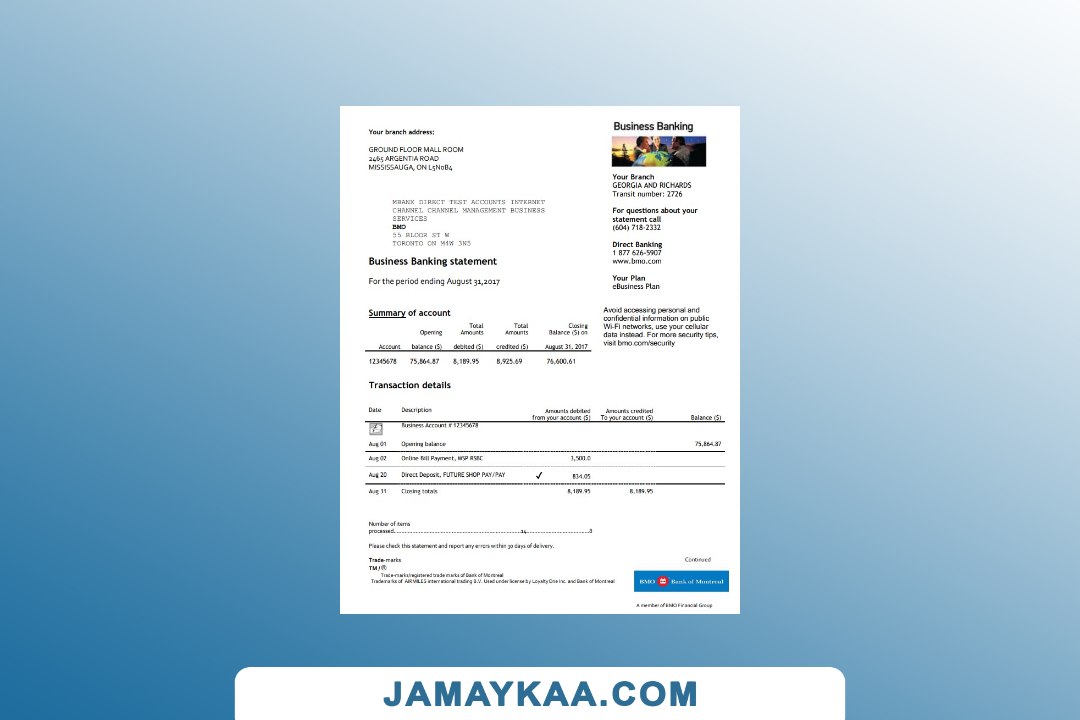 Your branch address:
GROUND FLOOR MALL ROOM
2465 ARGENTIA ROAD
MISSISSAUGA, ON L5N0B4
MBANX DIRECT TEST ACCOUNTS INTERNET
CHANNEL CHANNEL MANAGEMENT BUSINESS
SERVICES
BMO
55 BLOOR ST W
TORONTO ON M4W 3N5
Business Banking statement
For the period ending August 31,2017
Business Banking
Your Branch
GEORGIA AND RICHARDS
Transit number: 2726
For questions about your
statement call
(604) 718-2332
Direct Banking
1 877 626-5907
www.bmo.com
Your Plan
eBusiness Plan
Avoid accessing personal and
confidential information on public
Wi-Fi networks, use your cellular
data instead. For more security tips,
visit bmo.com/security
Summary of account
Total Total Closing
Opening Amounts Amounts Balance ($) on
Account balance ($) debited ($) credited ($) August 31, 2017
12345678 75,864.87 8,189.95 8,925.69 76,600.61
Transaction details
Date Description Amounts debited Amounts credited
from your account ($) To your account ($) Balance ($)
Business Account # 12345678
Aug 01 Opening balance 75,864.87
Aug 02 Online Bill Payment, WSP RSBC 3,500.0
Aug 20 Direct Deposit, FUTURE SHOP PAY/PAY ✓ 834.05
Aug 31 Closing totals 8,189.95 8,189.95
Number of items
processed
Please check this statement and report any errors within 30 days of delivery.
Trade-marks
TM/®
Trade-marks/registered trade marks of Bank of Montreal
Trademarks of AIR MILES international trading B.V. Used under license by Loyalty One Inc. and Bank of Montreal
Continued
BMO Bank of Montreal
A member of BMO Financial Group
JAMAYKAA.COM